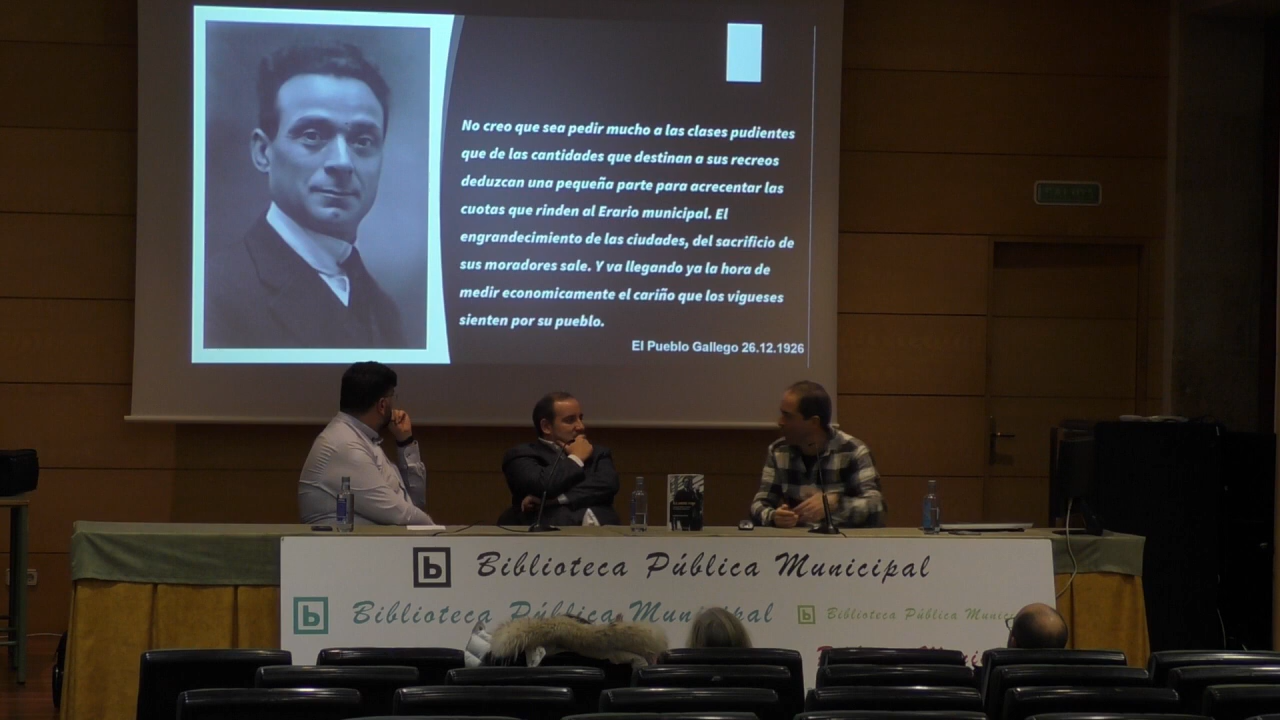 No creo que sea pedir mucho a las clases pudientes
que de las cantidades que destinan a sus recreos
deduzcan una pequeña parte para acrecentar las
cuotas que rinden al Erario municipal. El
engrandecimiento de las ciudades, del sacrificio de
sus moradores sale. Y va llegando ya la hora de
medir economicamente el cariño que los vigueses
sienten por su pueblo.
El Pueblo Gallego 26.12.1926
b Biblioteca Pública Municipal
b Biblioteca Pública Municipal
b Biblioteca Pública Munici